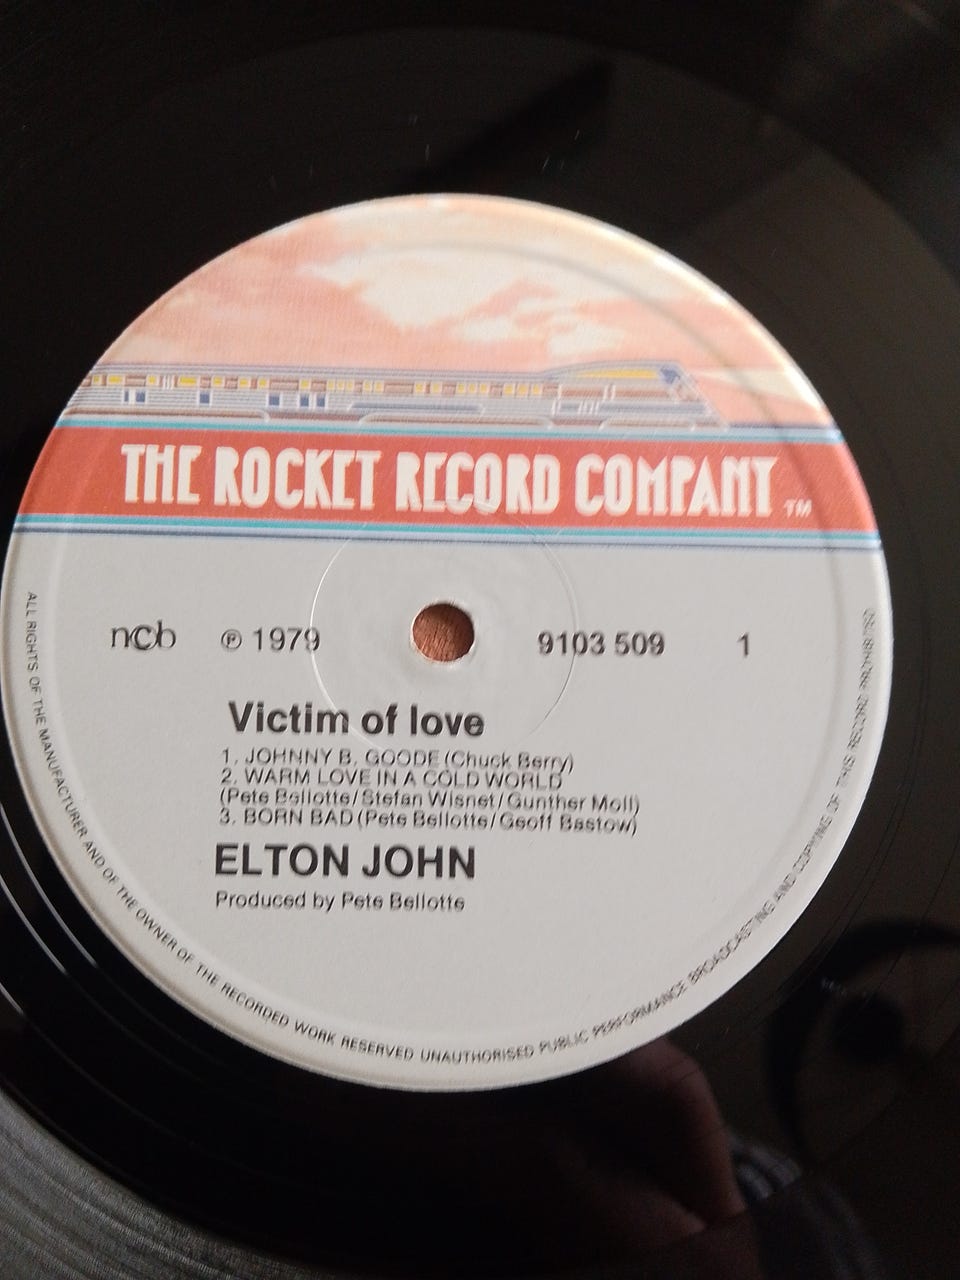 THE ROCKET RECORD COMPANY TM
ncb ℗ 1979 9103 509 1
Victim of love
1. JOHNNY B. GOODE (Chuck Berry)
2. WARM LOVE IN A COLD WORLD
(Pete Bellotte/Stefan Wisnet/Gunther Moll)
3. BORN BAD (Pete Bellotte/Geoff Bastow)
ELTON JOHN
Produced by Pete Bellotte
ALL RIGHTS OF THE MANUFACTURER AND OF THE OWNER OF THE RECORDED WORK RESERVED UNAUTHORISED PUBLIC PERFORMANCE BROADCASTING AND COPYING OF THIS RECORD PROHIBITED